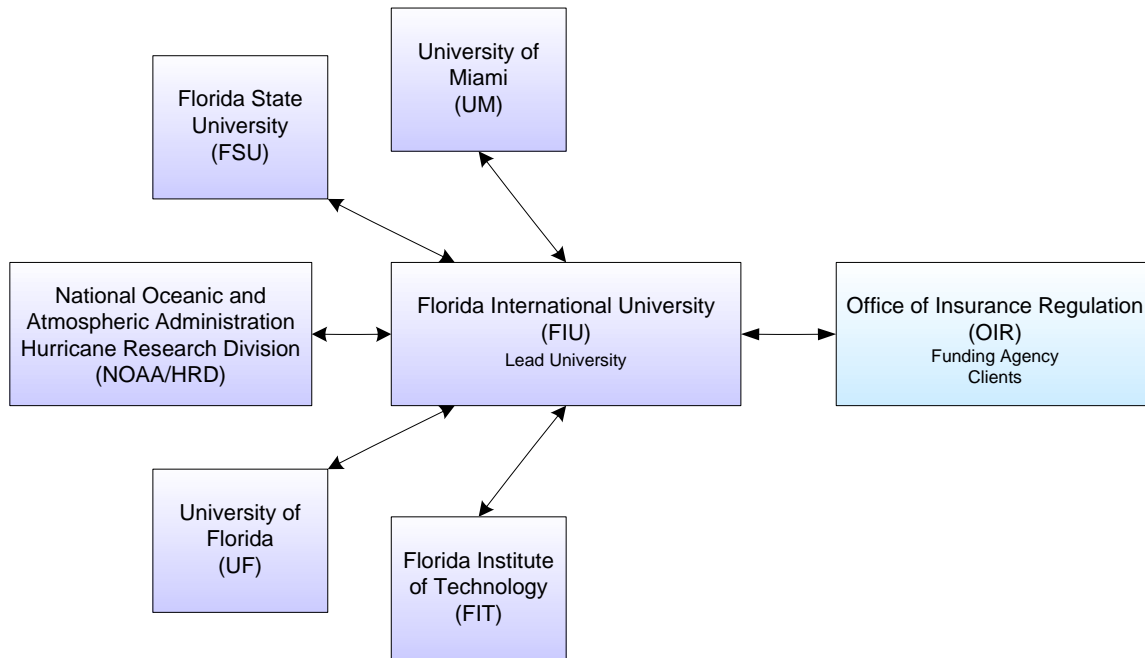 University of
Miami
(UM)
Florida State
University
(FSU)
National Oceanic and
Atmospheric Administration
Hurricane Research Division
(NOAA/HRD)
Florida International University
(FIU)
Lead University
Office of Insurance Regulation
(OIR)
Funding Agency
Clients
University of
Florida
(UF)
Florida Institute
of Technology
(FIT)